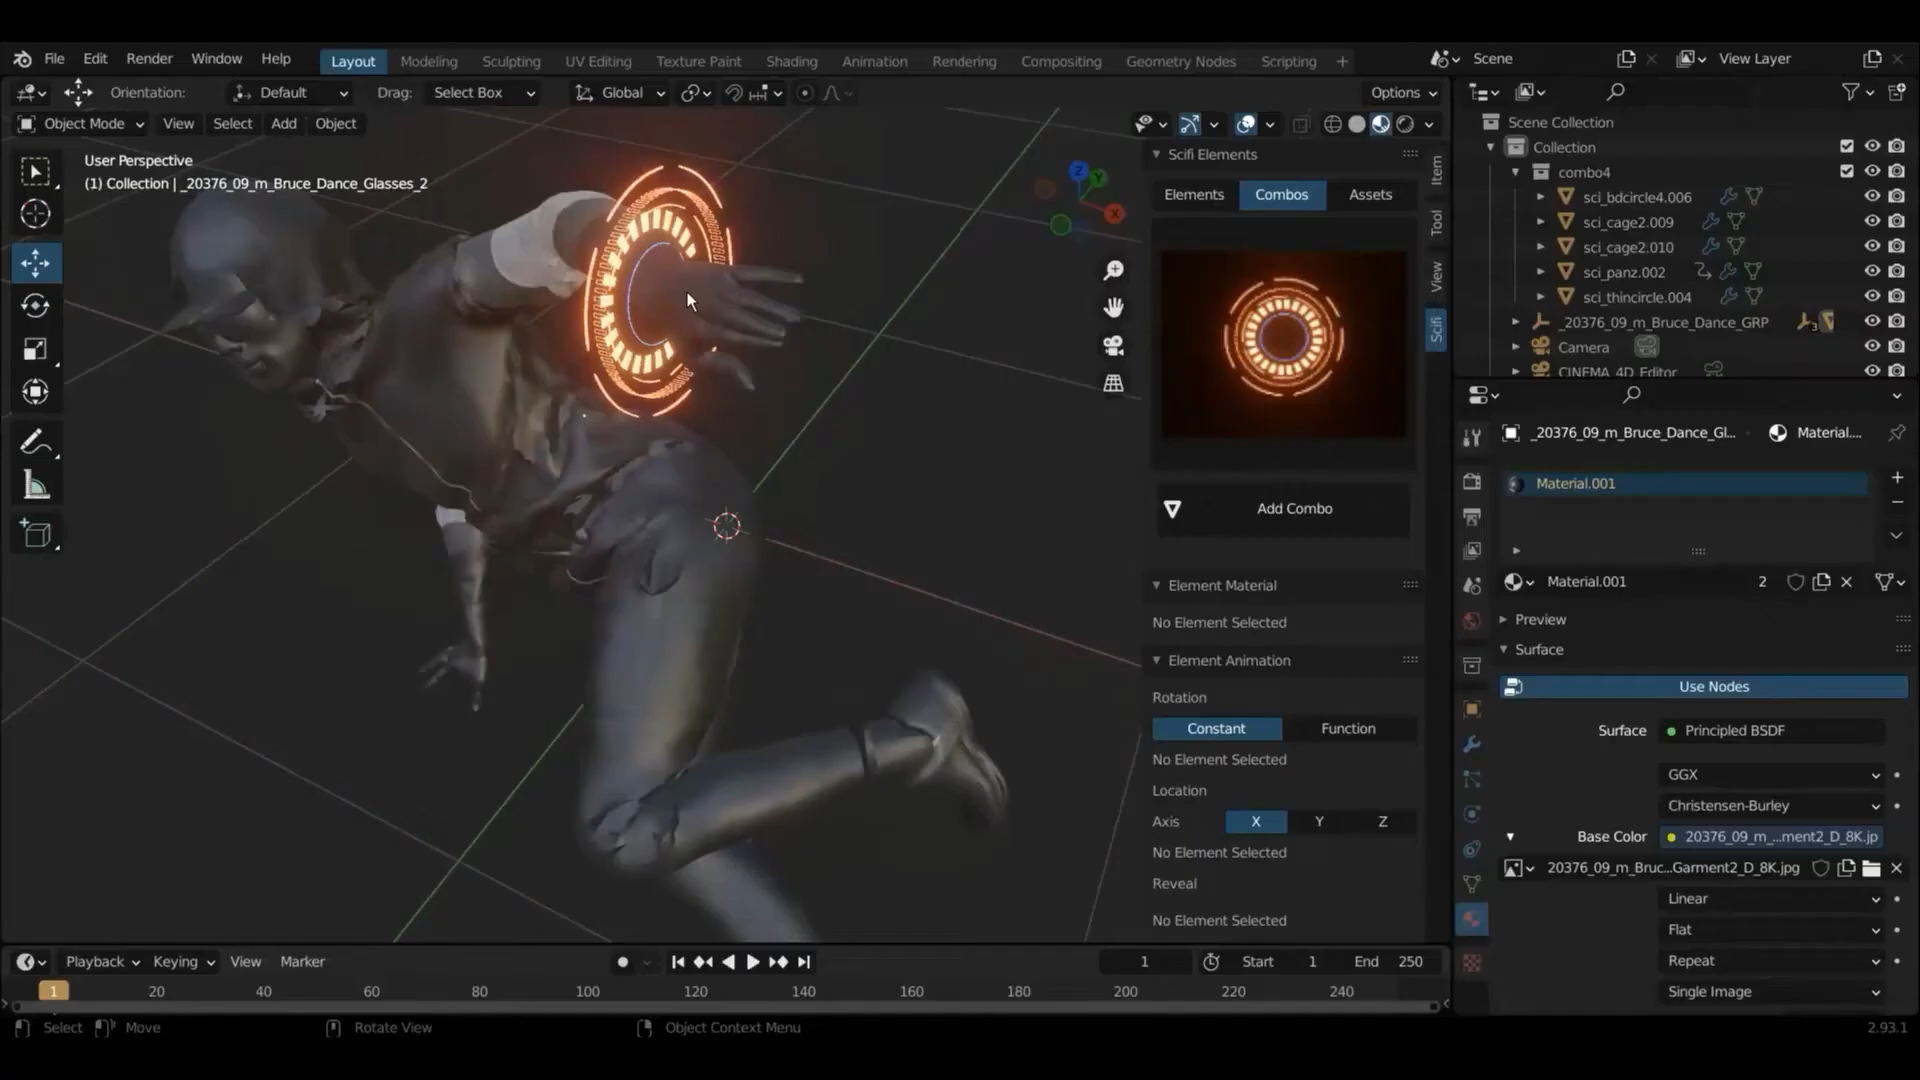 File Edit Render Window Help Layout Modeling Sculpting UV Editing Texture Paint Shading Animation Rendering Compositing Geometry Nodes Scripting + Scene View Layer
Orientation: Default Drag: Select Box Global Options
Object Mode View Select Add Object
User Perspective
(1) Collection | _20376_09_m_Bruce_Dance_Glasses_2
Z
Y
X
Scifi Elements
Elements Combos Assets
Add Combo
Element Material
No Element Selected
Element Animation
Rotation
Constant Function
No Element Selected
Location
Axis X Y Z
No Element Selected
Reveal
No Element Selected
Item
Tool
View
Scifi
Scene Collection
Collection
combo4
sci_bdcircle4.006
sci_cage2.009
sci_cage2.010
sci_panz.002
sci_thincircle.004
_20376_09_m_Bruce_Dance_GRP 3
Camera
CINEMA_4D_Editor
_20376_09_m_Bruce_Dance_Gl... Material....
Material.001
Material.001 2
Preview
Surface
Use Nodes
Surface Principled BSDF
GGX
Christensen-Burley
Base Color 20376_09_m_...ment2_D_8K.jp
20376_09_m_Bruc...Garment2_D_8K.jpg
Linear
Flat
Repeat
Single Image
Playback Keying View Marker 1 Start 1 End 250
1 20 40 60 80 100 120 140 160 180 200 220 240
Select Move Rotate View Object Context Menu 2.93.1